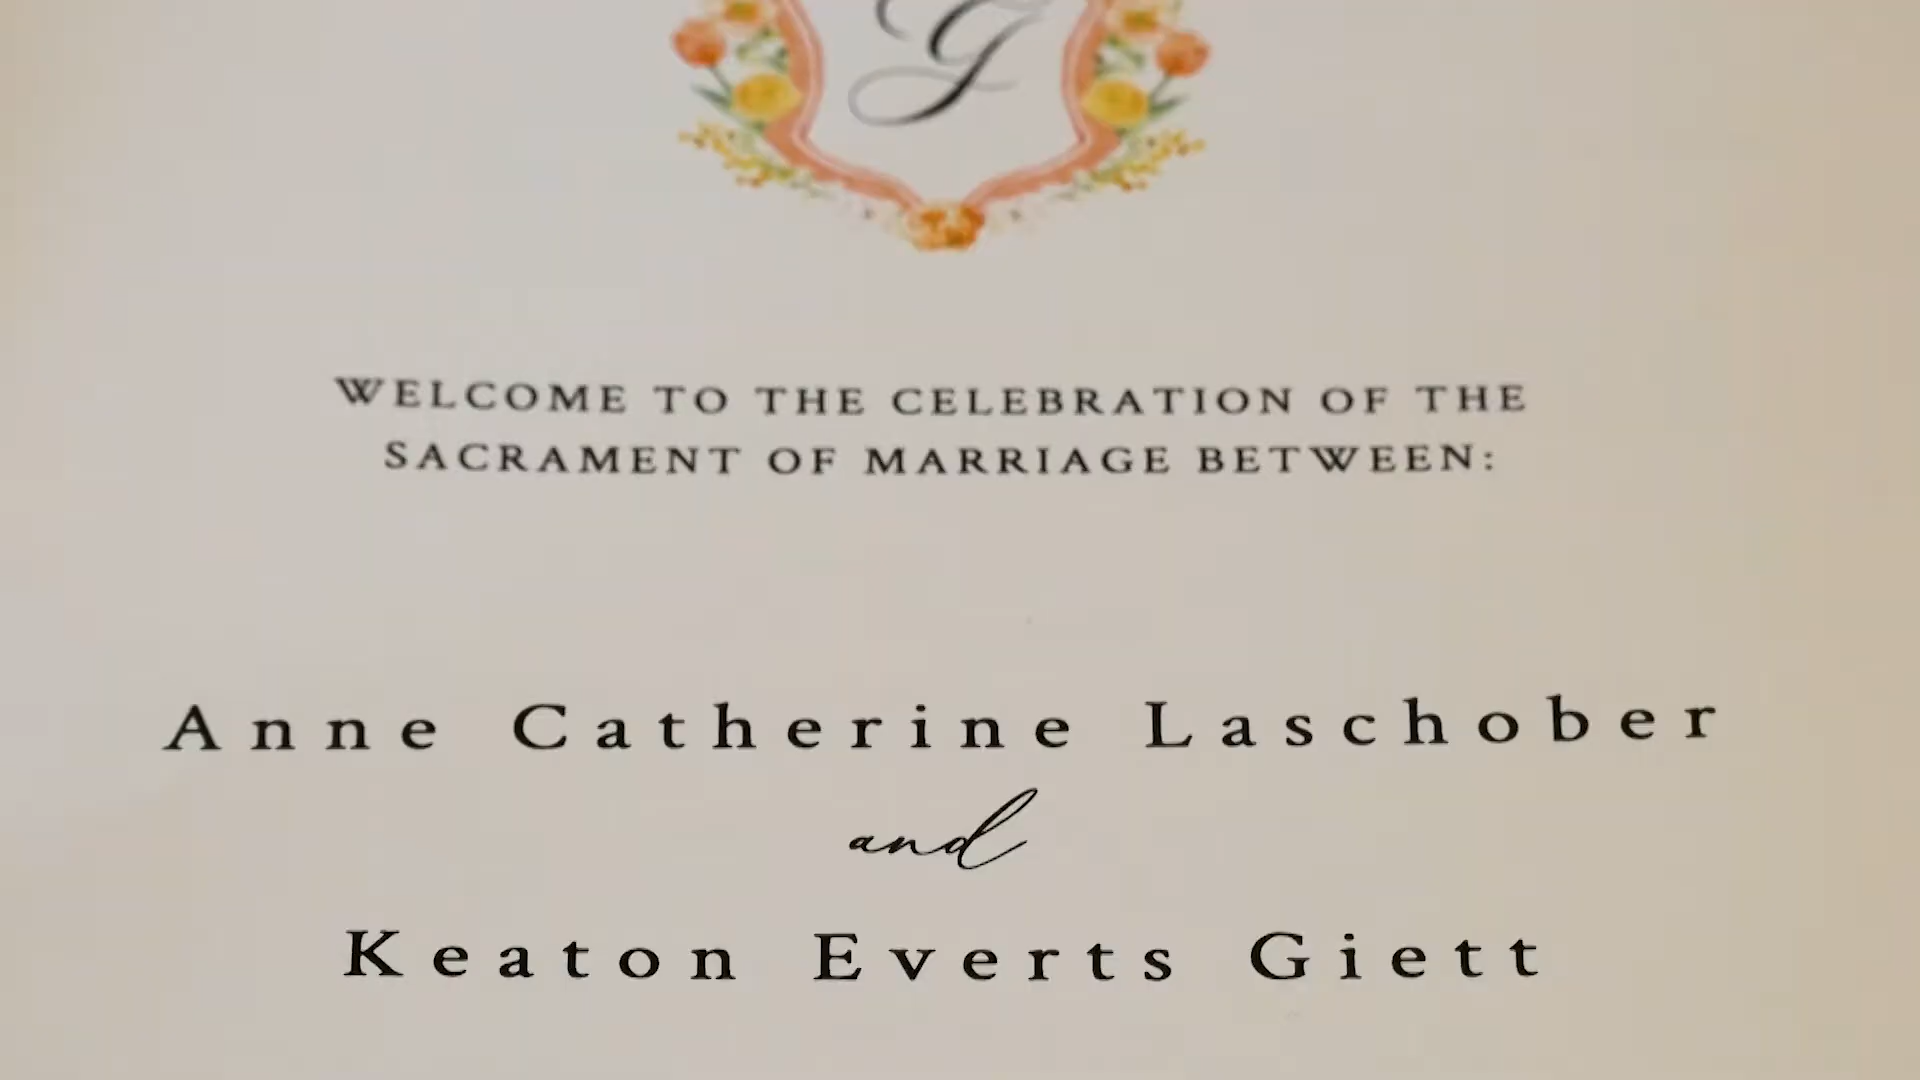 G
WELCOME TO THE CELEBRATION OF THE
SACRAMENT OF MARRIAGE BETWEEN:
Anne Catherine Laschober
and
Keaton Everts Giett